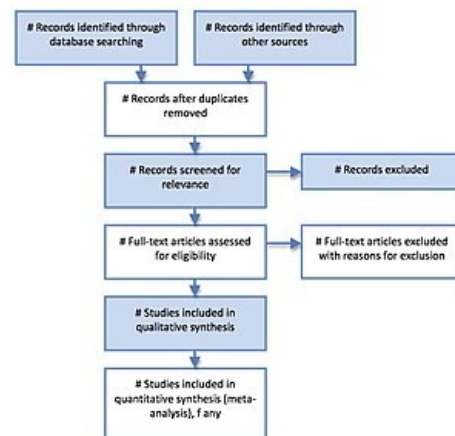 # Records identified through
database searching
# Records identified through
other sources
# Records after duplicates
removed
# Records screened for
relevance
# Records excluded
# Full-text articles assessed
for eligibility
# Full-text articles excluded
with reasons for exclusion
# Studies included in
qualitative synthesis
# Studies included in
quantitative synthesis (meta-
analysis), f any